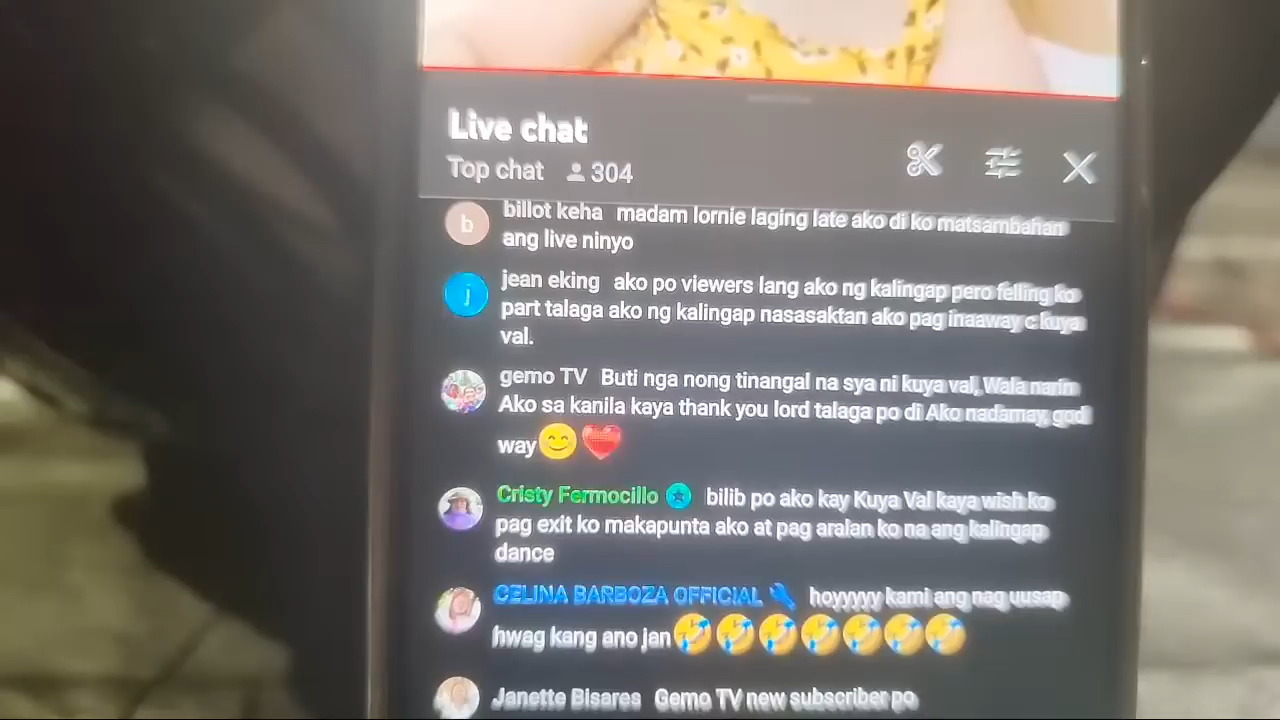 Live chat
Top chat 304
b billot keha madam lornie laging late ako di ko matsambahan
ang live ninyo
j jean eking ako po viewers lang ako ng kalingap pero felling ko
part talaga ako ng kalingap nasasaktan ako pag inaaway c kuya
val.
gemo TV Buti nga nong tinangal na sya ni kuya val, Wala narin
Ako sa kanila kaya thank you lord talaga po di Ako nadamay, god
way😊❤️
Cristy Fermocillo bilib po ako kay Kuya Val kaya wish ko
pag exit ko makapunta ako at pag aralan ko na ang kalingap
dance
CELINA BARBOZA OFFICIAL hoyyyyy kami ang nag uusap
hwag kang ano jan🤣🤣🤣🤣🤣🤣🤣
Janette Bisares Gemo TV new subscriber po